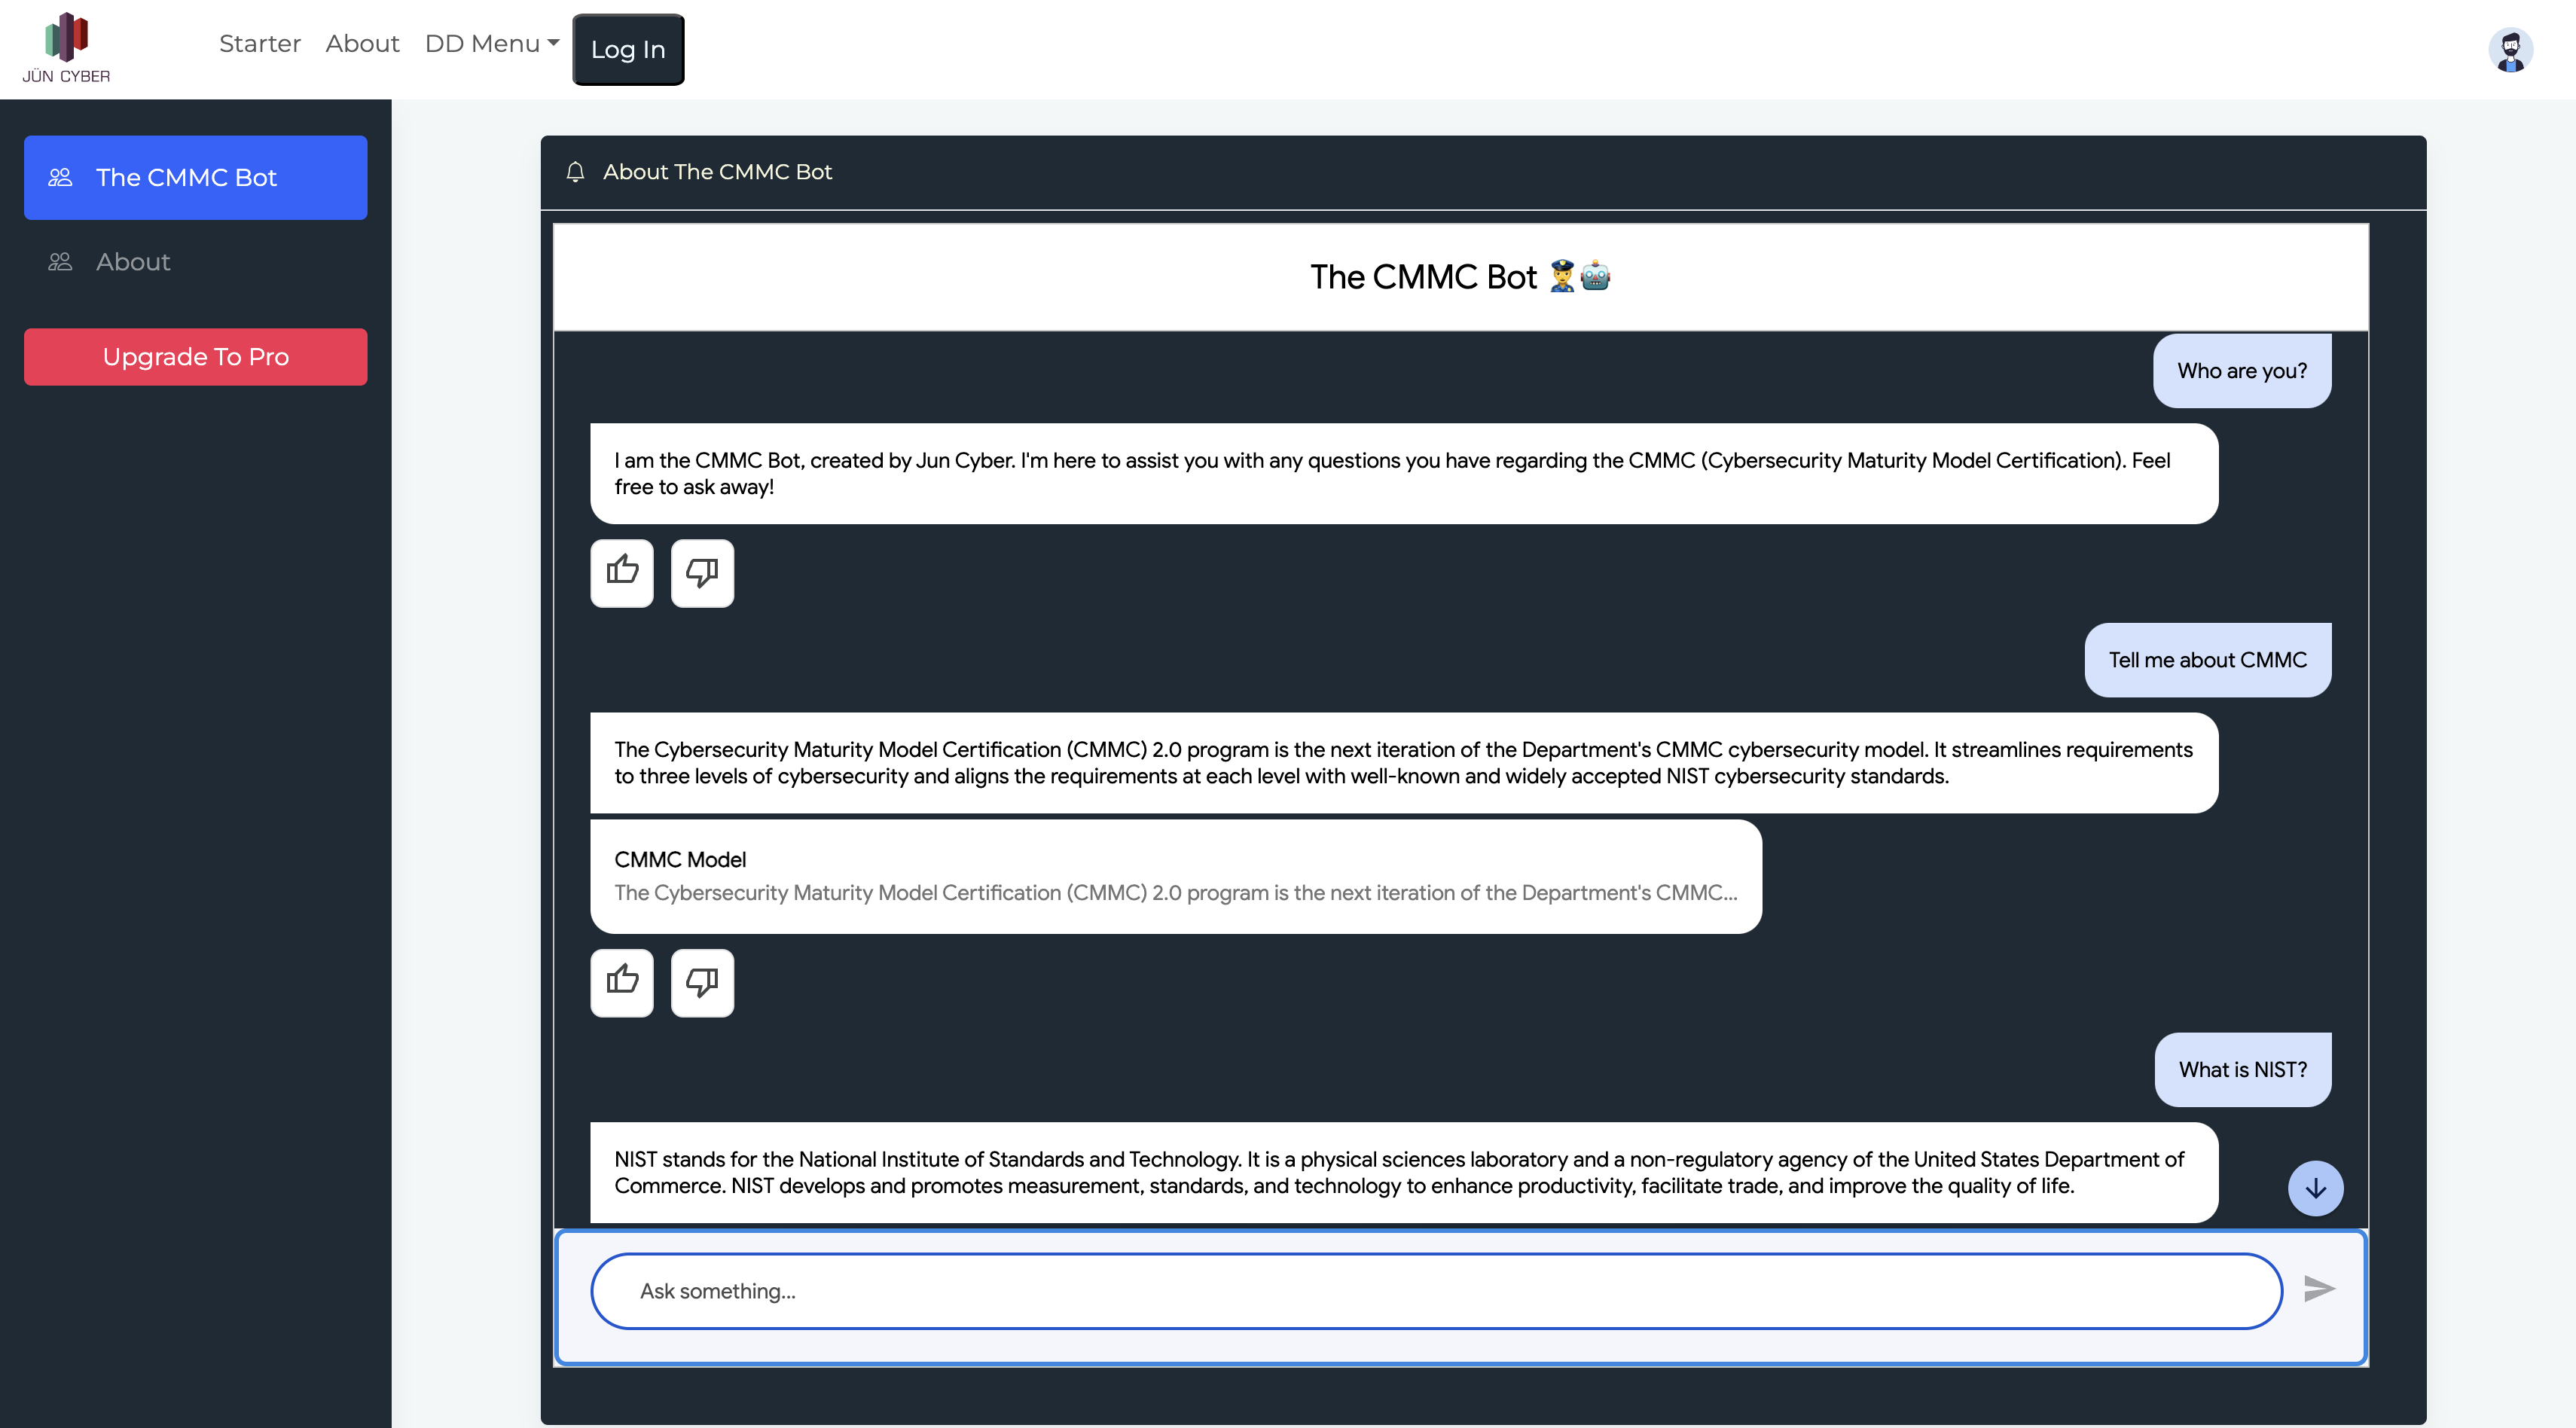 JÜN CYBER
Starter
About
DD Menu
Log In
The CMMC Bot
About
Upgrade To Pro
About The CMMC Bot
The CMMC Bot
Who are you?
I am the CMMC Bot, created by Jun Cyber. I'm here to assist you with any questions you have regarding the CMMC (Cybersecurity Maturity Model Certification). Feel
free to ask away!
Tell me about CMMC
The Cybersecurity Maturity Model Certification (CMMC) 2.0 program is the next iteration of the Department's CMMC cybersecurity model. It streamlines requirements
to three levels of cybersecurity and aligns the requirements at each level with well-known and widely accepted NIST cybersecurity standards.
CMMC Model
The Cybersecurity Maturity Model Certification (CMMC) 2.0 program is the next iteration of the Department's CMMC...
What is NIST?
NIST stands for the National Institute of Standards and Technology. It is a physical sciences laboratory and a non-regulatory agency of the United States Department of
Commerce. NIST develops and promotes measurement, standards, and technology to enhance productivity, facilitate trade, and improve the quality of life.
Ask something...